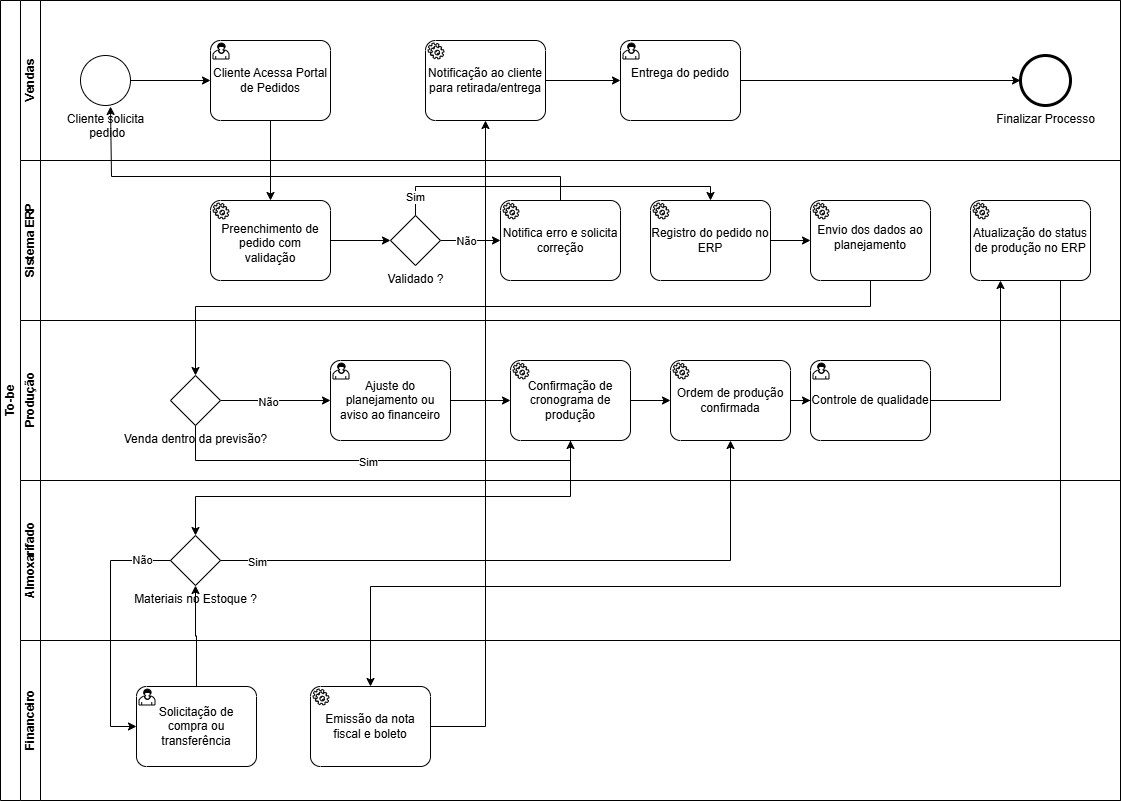 To-be
Vendas
Cliente solicita
pedido
Cliente Acessa Portal
de Pedidos
Notificação ao cliente
para retirada/entrega
Entrega do pedido
Finalizar Processo
Sistema ERP
Preenchimento de
pedido com
validação
Sim
Validado ?
Não
Notifica erro e solicita
correção
Registro do pedido no
ERP
Envio dos dados ao
planejamento
Atualização do status
de produção no ERP
Produção
Venda dentro da previsão?
Não
Sim
Ajuste do
planejamento ou
aviso ao financeiro
Confirmação de
cronograma de
produção
Ordem de produção
confirmada
Controle de qualidade
Almoxarifado
Não
Sim
Materiais no Estoque ?
Financeiro
Solicitação de
compra ou
transferência
Emissão da nota
fiscal e boleto